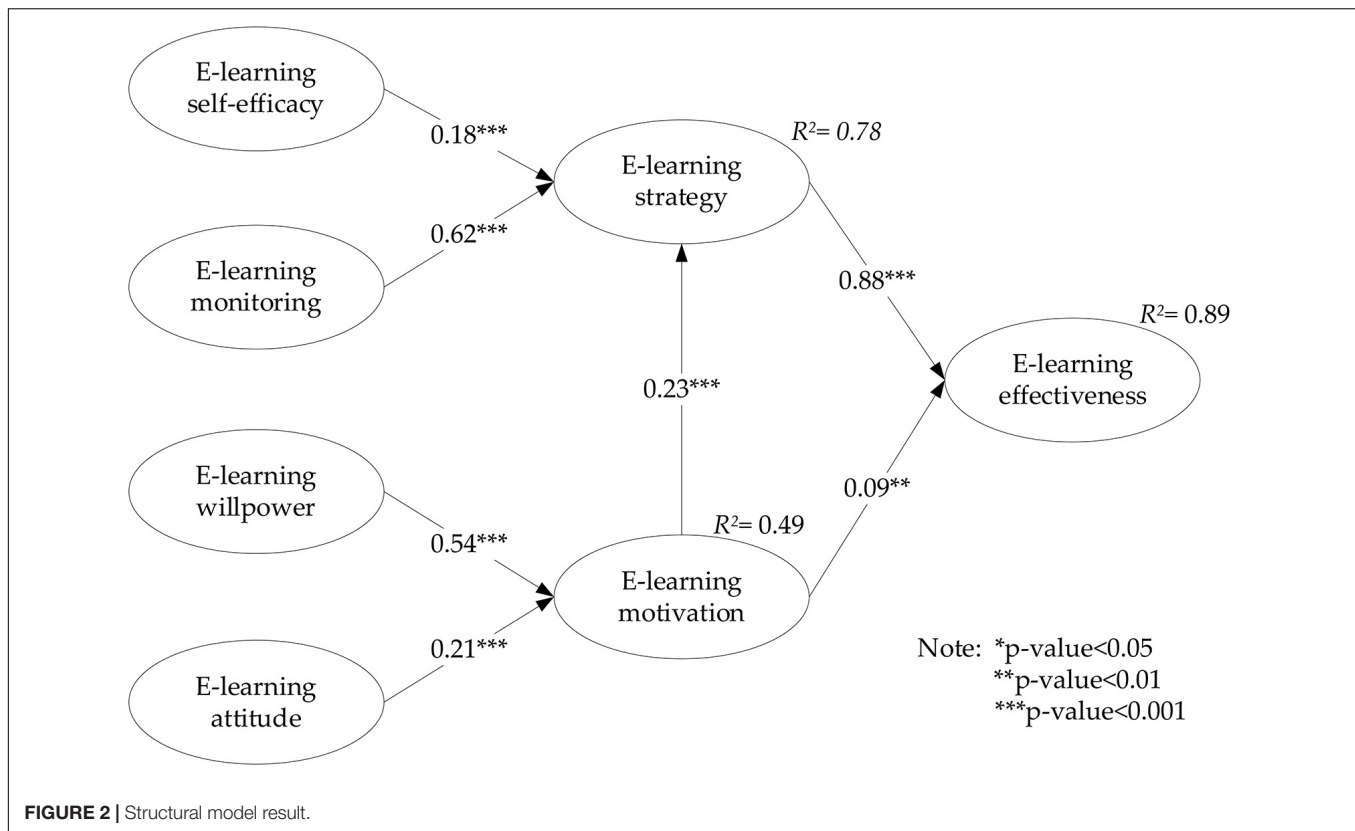 E-learning
self-efficacy
0.18***
E-learning
strategy
R²= 0.78
E-learning
monitoring
0.62***
0.88***
E-learning
effectiveness
R²= 0.89
0.23***
E-learning
willpower
0.54***
0.09**
E-learning
motivation
R²= 0.49
E-learning
attitude
0.21***
Note: *p-value<0.05
**p-value<0.01
***p-value<0.001
FIGURE 2 | Structural model result.